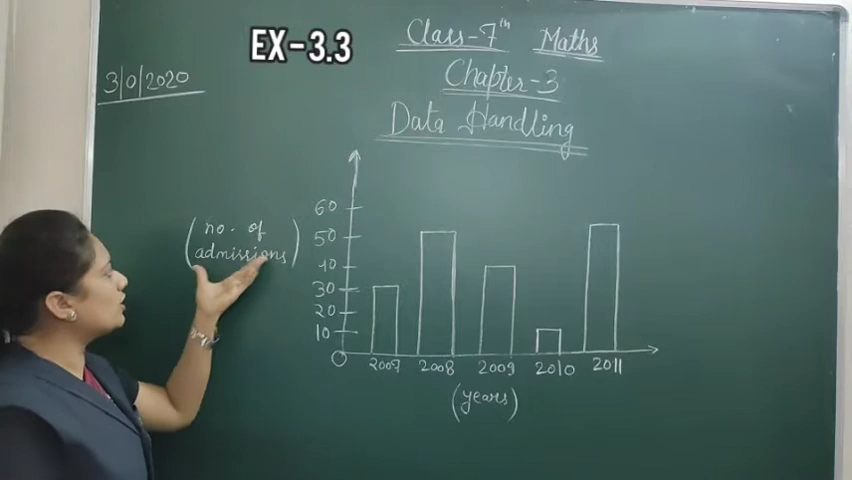 EX-3.3
Class-7th Maths
3/0/2020
Chapter-3
Data Handling
(no. of
admissions)
60
50
40
30
20
10
0
2007 2008 2009 2010 2011
(years)